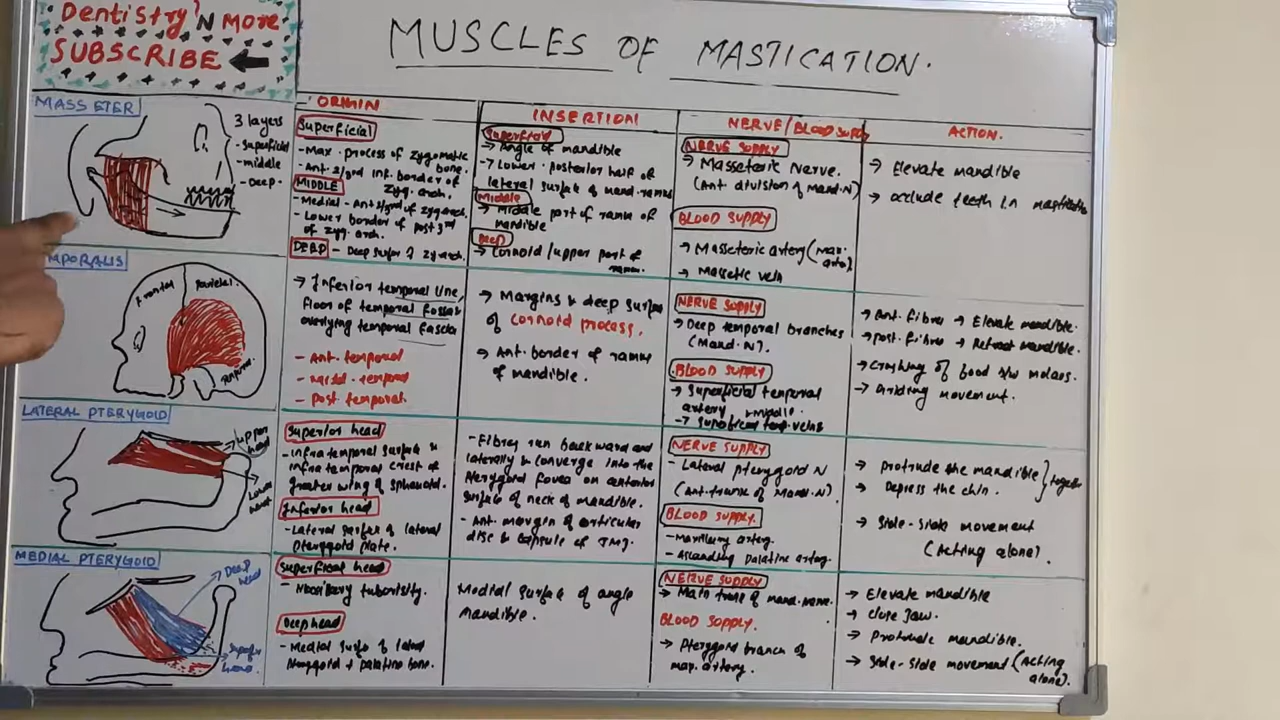 Dentistry'N More
SUBSCRIBE
MUSCLES OF MASTICATION.
ORIGIN
INSERTION
NERVE/BLOOD SUPPLY
ACTION.
MASSETER
3 layers
- superficial
- middle
- Deep -
Superficial
- Max. process of zygomatic bone.
- Ant. 2/3rd inf. border of zyg. arch.
MIDDLE
- Medial - Ant 2/3rd of zyg arch.
- Lower border of post 3rd of zyg. arch.
DEEP - Deep surface of zy arch.
Superficial
→ Angle of mandible
→ Lower posterior half of
lateral surface of mand. ramus
Middle
→ Middle part of ramus of
mandible
Deep
→ Coronoid/upper part of
ramus.
NERVE SUPPLY
→ Masseteric Nerve.
(Ant division of Mand.N)
BLOOD SUPPLY
→ Masseteric artery (max.
→ Massetic vein
→ Elevate mandible
→ occlude teeth in
MPORALIS
Frontal
Parietal
→ Inferior temporal line,
floor of temporal fossa
overlying temporal fascia
- Ant. temporal
- Post temporal.
→ Margins & deep surface
of Coronoid process.
→ Ant. border of ramus
of mandible.
NERVE SUPPLY
→ Deep temporal branches
(Mand.N).
BLOOD SUPPLY
→ Superficial temporal
artery + Middle.
→ Superficial temp. veins
→ Ant. fibres → Elevate mandible.
→ post. fibres → Retract mandible.
→ Crushing of food b/w molars.
→ Grinding movement.
LATERAL PTERYGOID
upper
head
Lower
head
Superior head
- infratemporal surface &
infratemporal crest of
greater wing of sphenoid.
Inferior head
- Lateral surface of lateral
pterygoid plate.
- Fibres run backward and
laterally & converge into the
pterygoid fovea on anterior
surface of neck of mandible.
- Ant. margin of articular
disc & capsule of TMJ.
NERVE SUPPLY
- Lateral pterygoid N
(Ant. trunk of Mand.N)
BLOOD SUPPLY.
- Maxillary artery.
- Ascending palatine artery.
→ protrude the mandible
→ Depress the chin.
together
→ Side-side movement
(Acting alone).
MEDIAL PTERYGOID
Deep
head
Superficial head
- Maxillary tuberosity.
Deep head
- Medial surface of lateral
pterygoid + palatine bone.
Medial surface of angle
Mandible.
NERVE SUPPLY
→ Main trunk of mand. nerve.
BLOOD SUPPLY.
→ Pterygoid branch of
max. artery.
→ Elevate mandible
→ close jaw.
→ Protrude mandible.
→ Side-side movement (Acting
alone).